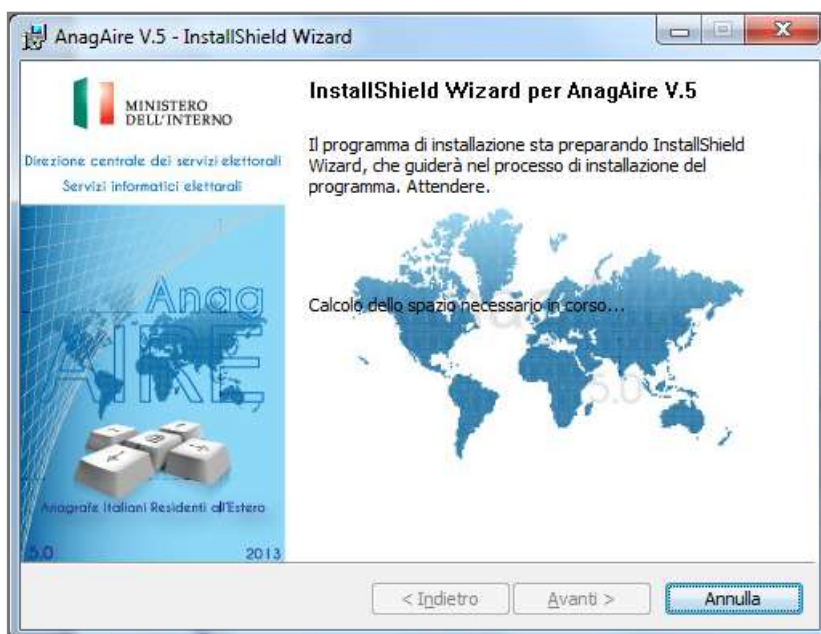 AnagAire V.5 - InstallShield Wizard
MINISTERO
DELL'INTERNO
Direzione centrale dei servizi elettorali
Servizi informatici elettorali
Anag
AIRE
Anagrafe Italiani Residenti all'Estero
5.0
2013
InstallShield Wizard per AnagAire V.5
Il programma di installazione sta preparando InstallShield
Wizard, che guiderà nel processo di installazione del
programma. Attendere.
Calcolo dello spazio necessario in corso...
5.0
< Indietro
Avanti >
Annulla